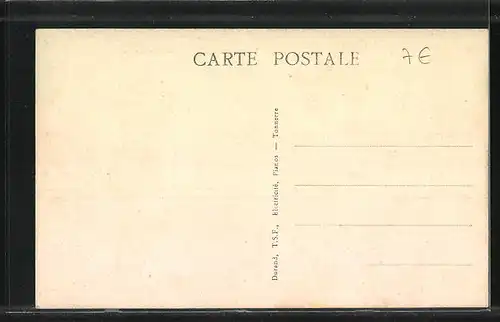 CARTE POSTALE 7€
Durand, T.S.F., Electricité, Pianos — Tonnerre